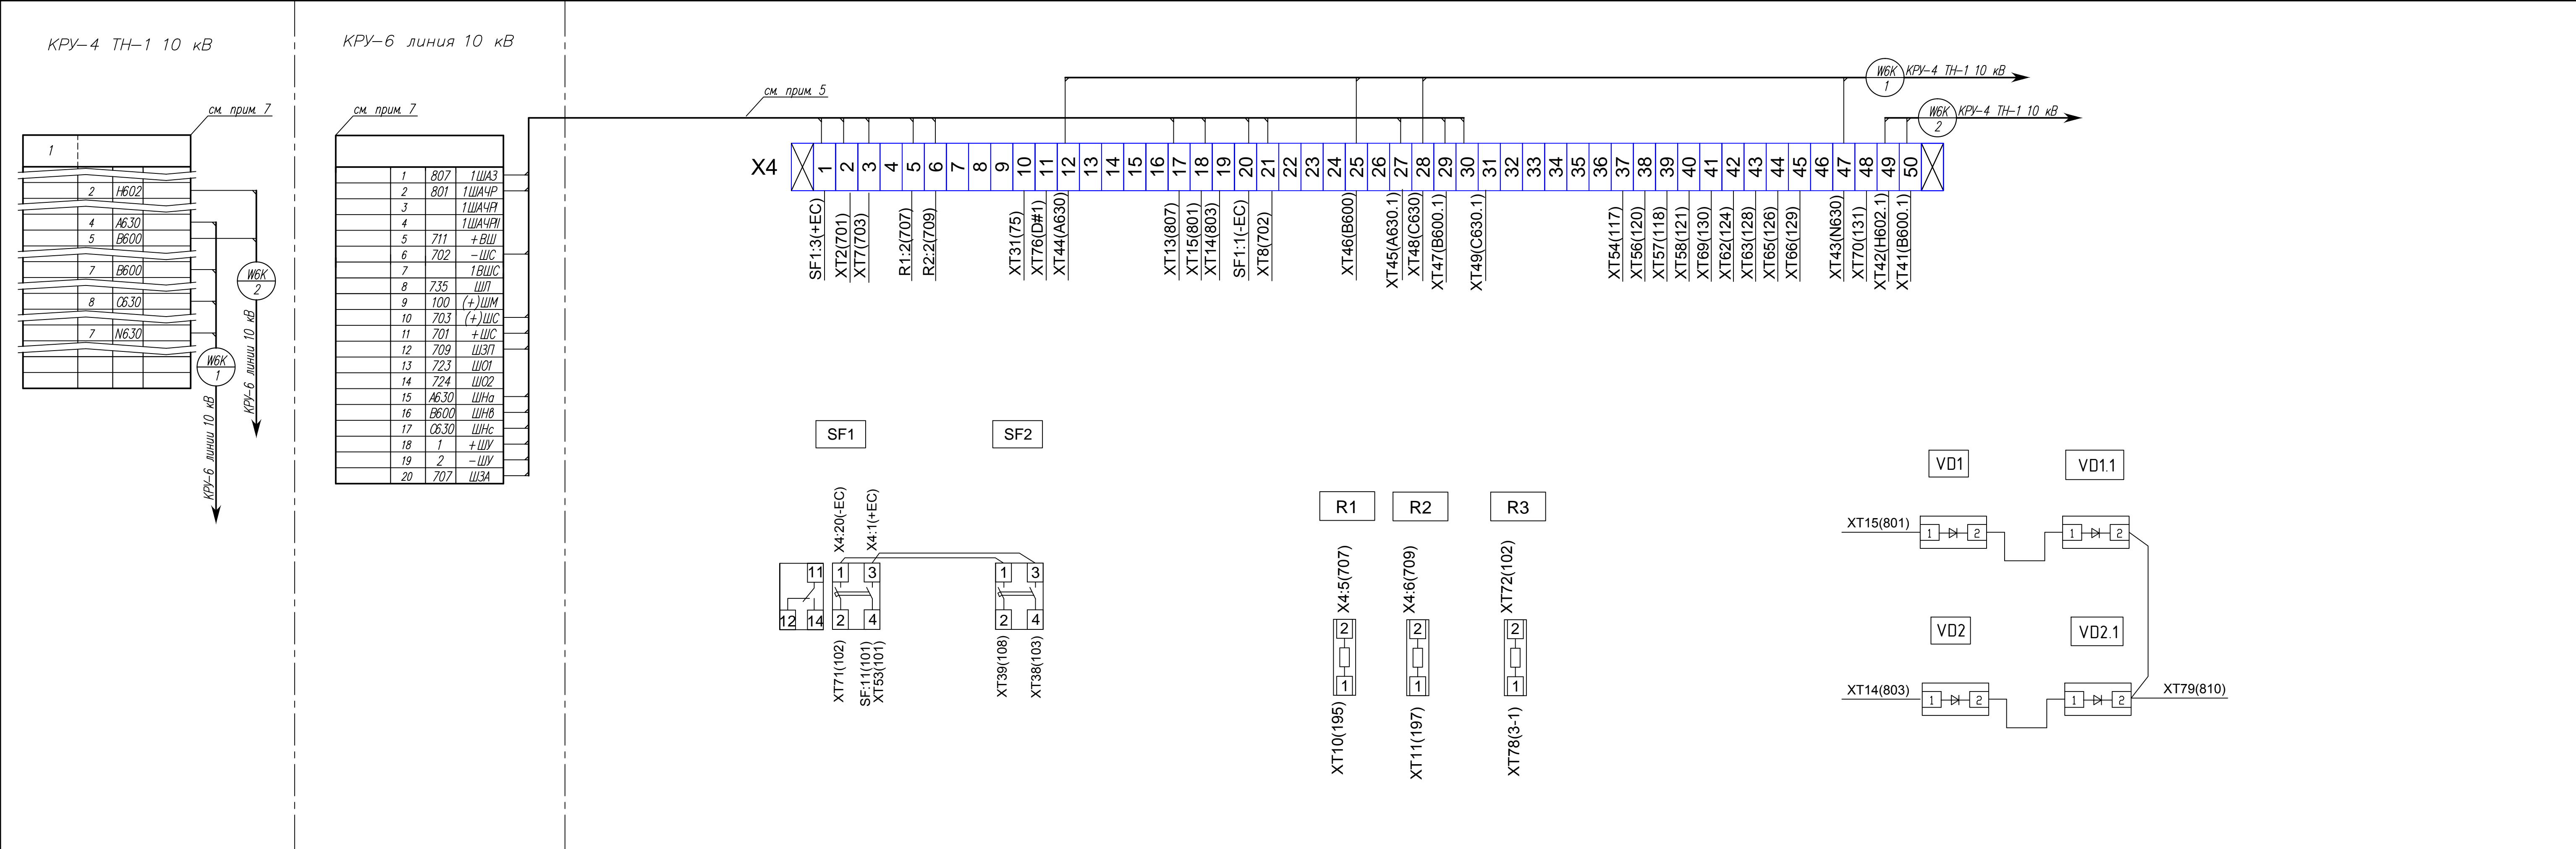 КРУ-4 ТН-1 10 кВ
КРУ-6 линия 10 кВ
см. прим. 7
см. прим. 7
см. прим. 5
W6K
1
КРУ-4 ТН-1 10 кВ
W6K
2
КРУ-4 ТН-1 10 кВ
1
2 H602
4 A630
5 B600
7 B600
8 C630
7 N630
W6K
2
КРУ-6 линии 10 кВ
W6K
1
КРУ-6 линии 10 кВ
1 807 1ШАЗ
2 801 1ШАЧР
3 1ШАЧРI
4 1ШАЧРII
5 711 +ВШ
6 702 -ШС
7 1ВШС
8 735 ШП
9 100 (+)ШМ
10 703 (+)ШС
11 701 +ШС
12 709 ШЗП
13 723 ШО1
14 724 ШО2
15 A630 ШНа
16 B600 ШНв
17 C630 ШНс
18 1 +ШУ
19 2 -ШУ
20 707 ШЗА
X4
1 2 3 4 5 6 7 8 9 10 11 12 13 14 15 16 17 18 19 20 21 22 23 24 25 26 27 28 29 30 31 32 33 34 35 36 37 38 39 40 41 42 43 44 45 46 47 48 49 50
SF1:3(+EC)
XT2(701)
XT7(703)
R1:2(707)
R2:2(709)
XT31(75)
XT76(D#1)
XT44(A630)
XT13(807)
XT15(801)
XT14(803)
SF1:1(-EC)
XT8(702)
XT46(B600)
XT45(A630.1)
XT48(C630)
XT47(B600.1)
XT49(C630.1)
XT54(117)
XT56(120)
XT57(118)
XT58(121)
XT69(130)
XT62(124)
XT63(128)
XT65(126)
XT66(129)
XT43(N630)
XT70(131)
XT42(H602.1)
XT41(B600.1)
SF1
SF2
X4:20(-EC)
X4:1(+EC)
11 1 3
12 14 2 4
1 3
2 4
XT71(102)
SF:11(101)
XT53(101)
XT39(108)
XT38(103)
R1
R2
R3
X4:5(707)
X4:6(709)
XT72(102)
2
1
2
1
2
1
XT10(195)
XT11(197)
XT78(3-1)
VD1
VD1.1
XT15(801)
1 2
1 2
VD2
VD2.1
XT14(803)
1 2
1 2
XT79(810)